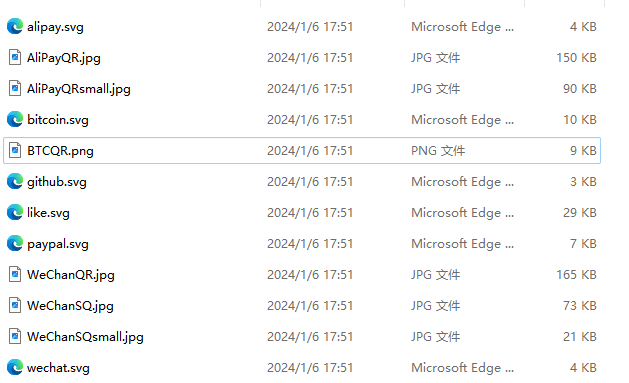 alipay.svg 2024/1/6 17:51 Microsoft Edge ... 4 KB
AliPayQR.jpg 2024/1/6 17:51 JPG 文件 150 KB
AliPayQRsmall.jpg 2024/1/6 17:51 JPG 文件 90 KB
bitcoin.svg 2024/1/6 17:51 Microsoft Edge ... 10 KB
BTCQR.png 2024/1/6 17:51 PNG 文件 9 KB
github.svg 2024/1/6 17:51 Microsoft Edge ... 3 KB
like.svg 2024/1/6 17:51 Microsoft Edge ... 29 KB
paypal.svg 2024/1/6 17:51 Microsoft Edge ... 7 KB
WeChanQR.jpg 2024/1/6 17:51 JPG 文件 165 KB
WeChanSQ.jpg 2024/1/6 17:51 JPG 文件 73 KB
WeChanSQsmall.jpg 2024/1/6 17:51 JPG 文件 21 KB
wechat.svg 2024/1/6 17:51 Microsoft Edge ... 4 KB